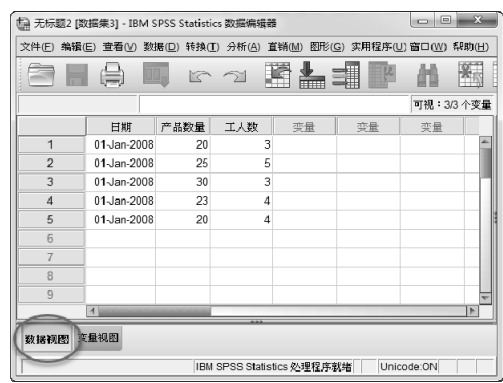 无标题2 [数据集3] - IBM SPSS Statistics 数据编辑器
文件(F) 编辑(E) 查看(V) 数据(D) 转换(T) 分析(A) 直销(M) 图形(G) 实用程序(U) 窗口(W) 帮助(H)
可视：3/3 个变量
日期 产品数量 工人数 变量 变量 变量
1 01-Jan-2008 20 3
2 01-Jan-2008 25 5
3 01-Jan-2008 30 3
4 01-Jan-2008 23 4
5 01-Jan-2008 20 4
6
7
8
9
数据视图 变量视图
IBM SPSS Statistics 处理程序就绪 Unicode:ON